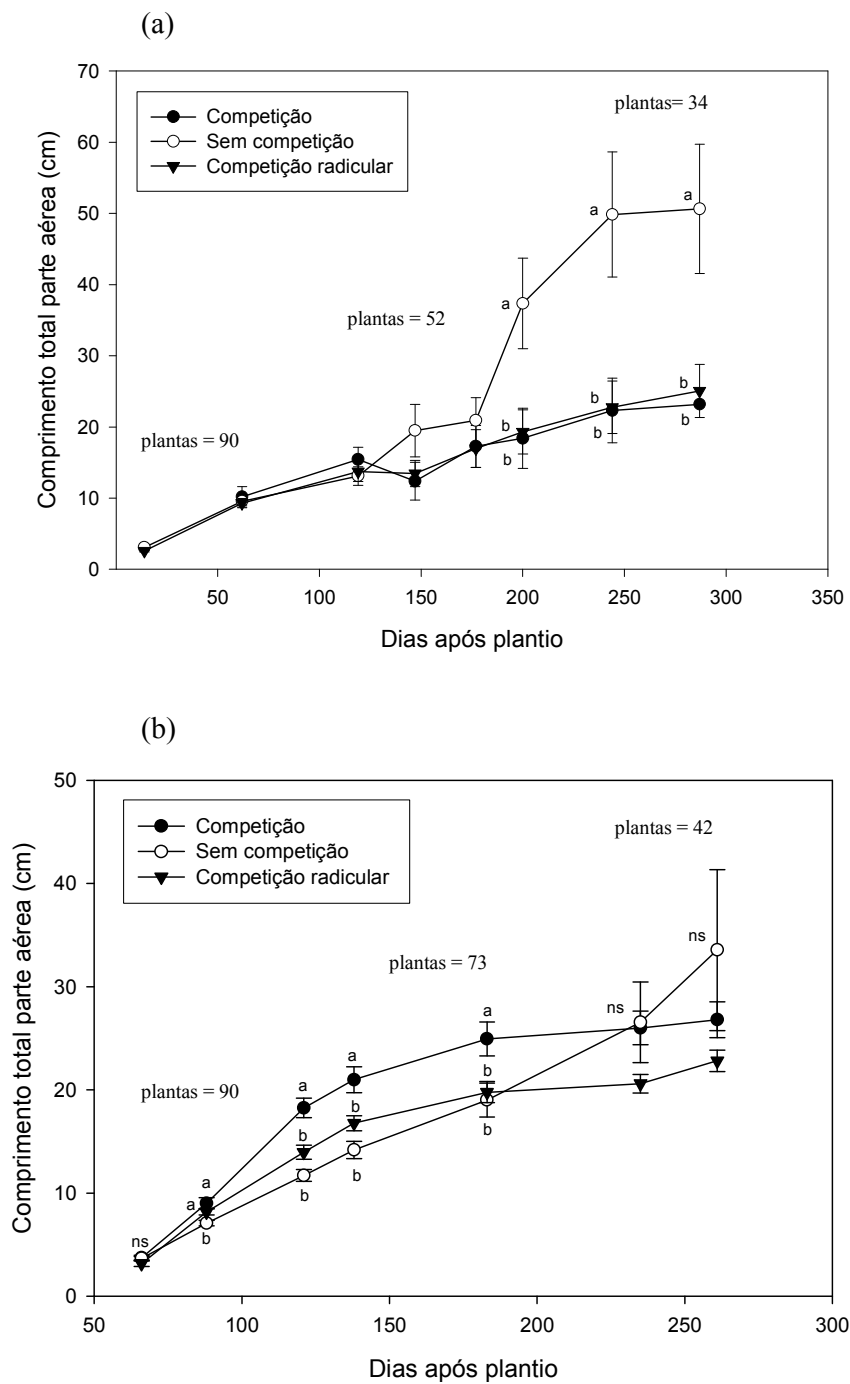 (a)
Comprimento total parte aérea (cm)
70
60
50
40
30
20
10
0
Competição
Sem competição
Competição radicular
plantas = 90
plantas = 52
plantas= 34
a
a
a
b
b
b
b
b
b
50
100
150
200
250
300
350
Dias após plantio
(b)
Comprimento total parte aérea (cm)
50
40
30
20
10
0
Competição
Sem competição
Competição radicular
plantas = 90
plantas = 73
plantas = 42
ns
a
a
b
a
b
b
a
b
b
a
b
b
ns
ns
50
100
150
200
250
300
Dias após plantio